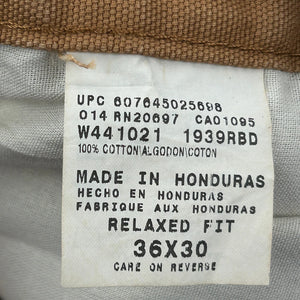 UPC 607645025698
014 RN20697 CA01095
W441021 1939RBD
100% COTTON/ALGODON/COTON
MADE IN HONDURAS
HECHO EN HONDURAS
FABRIQUE AUX HONDURAS
RELAXED FIT
36X30
CARE ON REVERSE